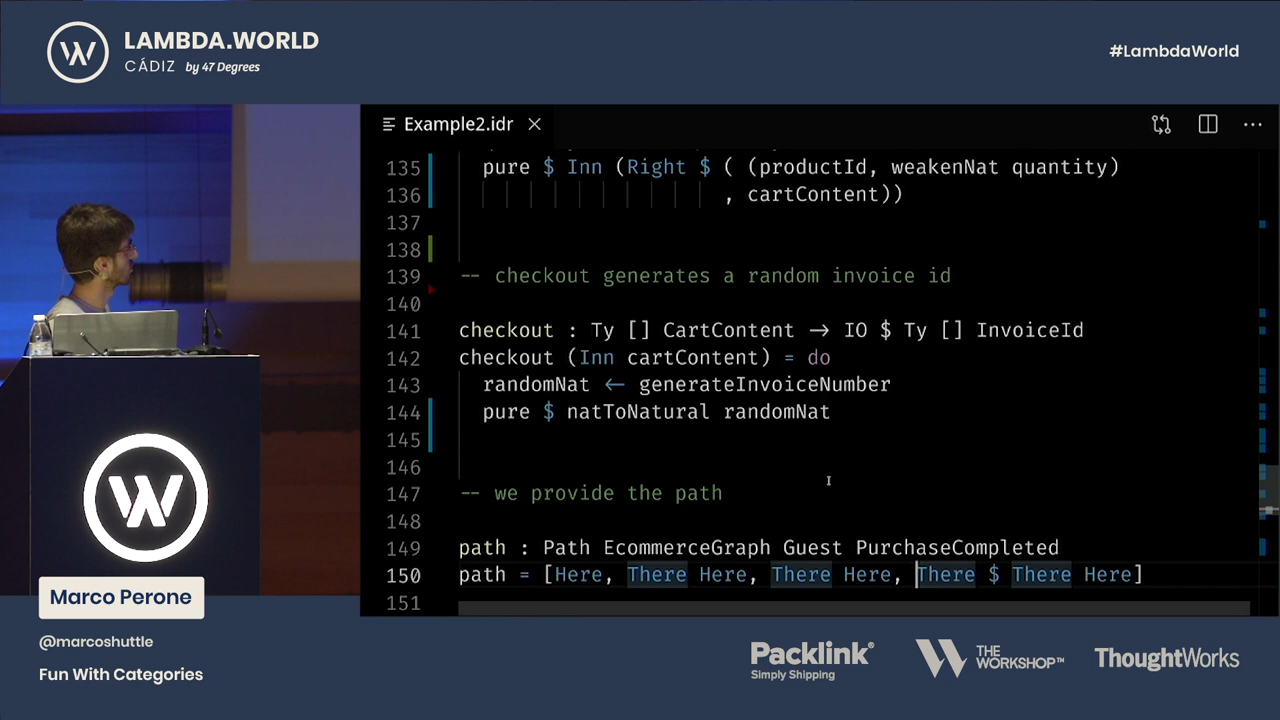 LAMBDA.WORLD
CÁDIZ by 47 Degrees
#LambdaWorld
Example2.idr
135 pure $ Inn (Right $ ( (productId, weakenNat quantity)
136 , cartContent))
137
138
139 -- checkout generates a random invoice id
140
141 checkout : Ty [] CartContent → IO $ Ty [] InvoiceId
142 checkout (Inn cartContent) = do
143 randomNat ← generateInvoiceNumber
144 pure $ natToNatural randomNat
145
146
147 -- we provide the path
148
149 path : Path EcommerceGraph Guest PurchaseCompleted
150 path = [Here, There Here, There Here, There $ There Here]
151
W
Marco Perone
@marcoshuttle
Fun With Categories
Packlink®
Simply Shipping
THE
WORKSHOP™
ThoughtWorks